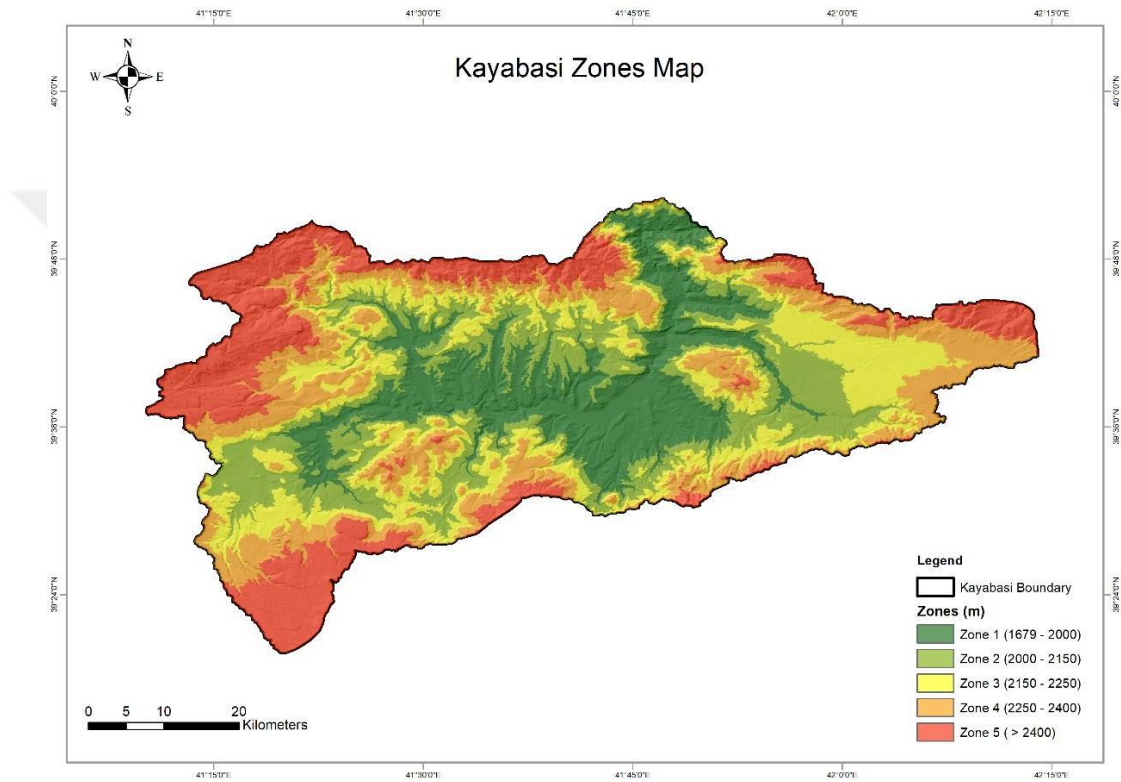 41°15'0"E 41°30'0"E 41°45'0"E 42°0'0"E 42°15'0"E
N
W E
S
Kayabasi Zones Map
40°0'0"N 40°0'0"N
39°48'0"N 39°48'0"N
39°36'0"N 39°36'0"N
39°24'0"N 39°24'0"N
Legend
Kayabasi Boundary
Zones (m)
Zone 1 (1679 - 2000)
Zone 2 (2000 - 2150)
Zone 3 (2150 - 2250)
Zone 4 (2250 - 2400)
Zone 5 ( > 2400)
0 5 10 20
Kilometers
41°15'0"E 41°30'0"E 41°45'0"E 42°0'0"E 42°15'0"E